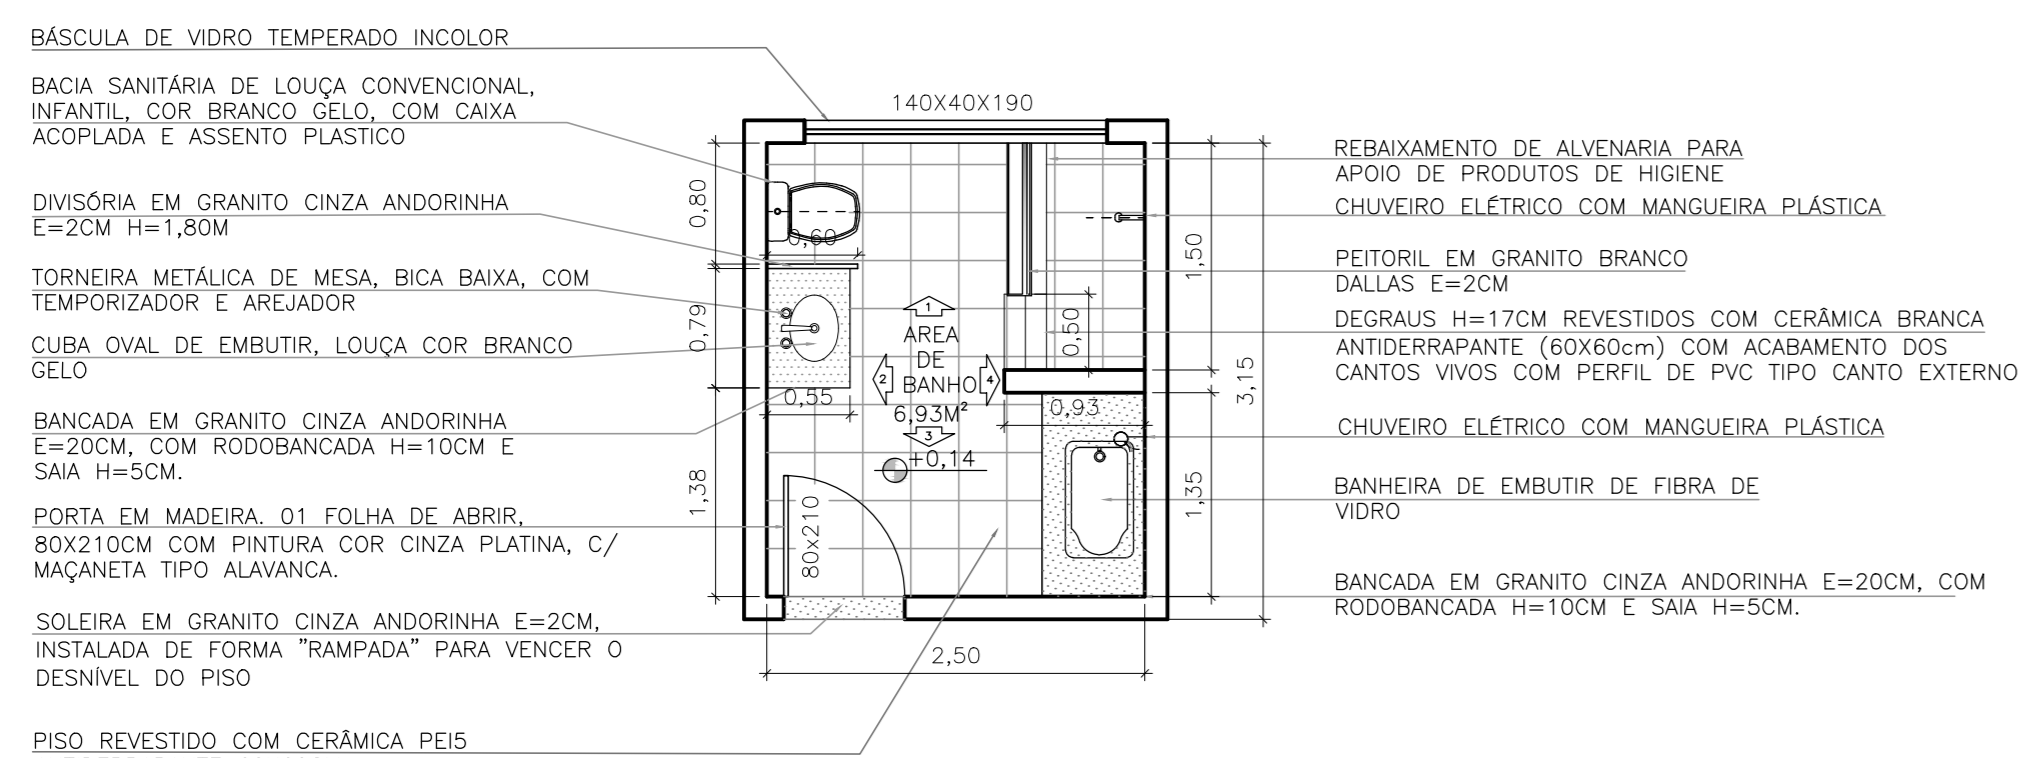 BÁSCULA DE VIDRO TEMPERADO INCOLOR
BACIA SANITÁRIA DE LOUÇA CONVENCIONAL,
INFANTIL, COR BRANCO GELO, COM CAIXA
ACOPLADA E ASSENTO PLASTICO
DIVISÓRIA EM GRANITO CINZA ANDORINHA
E=2CM H=1,80M
TORNEIRA METÁLICA DE MESA, BICA BAIXA, COM
TEMPORIZADOR E AREJADOR
CUBA OVAL DE EMBUTIR, LOUÇA COR BRANCO
GELO
BANCADA EM GRANITO CINZA ANDORINHA
E=20CM, COM RODOBANCADA H=10CM E
SAIA H=5CM.
PORTA EM MADEIRA. 01 FOLHA DE ABRIR,
80X210CM COM PINTURA COR CINZA PLATINA, C/
MAÇANETA TIPO ALAVANCA.
SOLEIRA EM GRANITO CINZA ANDORINHA E=2CM,
INSTALADA DE FORMA "RAMPADA" PARA VENCER O
DESNÍVEL DO PISO
PISO REVESTIDO COM CERÂMICA PEI5
140X40X190
0,80
0,60
0,79
0,55
1,38
1
AREA
DE
BANHO
2
4
6,93M²
3
+0,14
80x210
0,50
0,93
1,50
1,35
3,15
2,50
REBAIXAMENTO DE ALVENARIA PARA
APOIO DE PRODUTOS DE HIGIENE
CHUVEIRO ELÉTRICO COM MANGUEIRA PLÁSTICA
PEITORIL EM GRANITO BRANCO
DALLAS E=2CM
DEGRAUS H=17CM REVESTIDOS COM CERÂMICA BRANCA
ANTIDERRAPANTE (60X60cm) COM ACABAMENTO DOS
CANTOS VIVOS COM PERFIL DE PVC TIPO CANTO EXTERNO
CHUVEIRO ELÉTRICO COM MANGUEIRA PLÁSTICA
BANHEIRA DE EMBUTIR DE FIBRA DE
VIDRO
BANCADA EM GRANITO CINZA ANDORINHA E=20CM, COM
RODOBANCADA H=10CM E SAIA H=5CM.